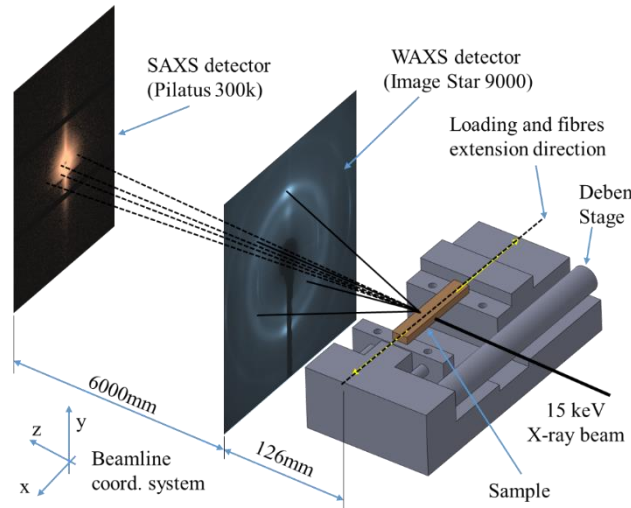 SAXS detector
(Pilatus 300k)
WAXS detector
(Image Star 9000)
Loading and fibres
extension direction
Deben
Stage
6000mm
126mm
15 keV
X-ray beam
Sample
y
z
x
Beamline
coord. system